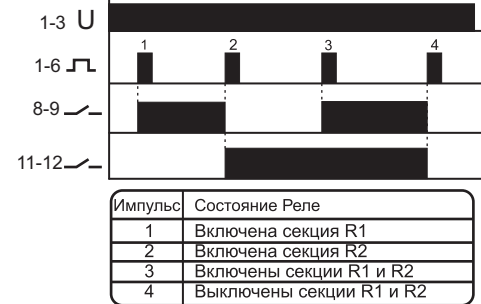 1-3 U
1-6
1 2 3 4
8-9
11-12
Импульс Состояние Реле
1 Включена секция R1
2 Включена секция R2
3 Включены секции R1 и R2
4 Выключены секции R1 и R2